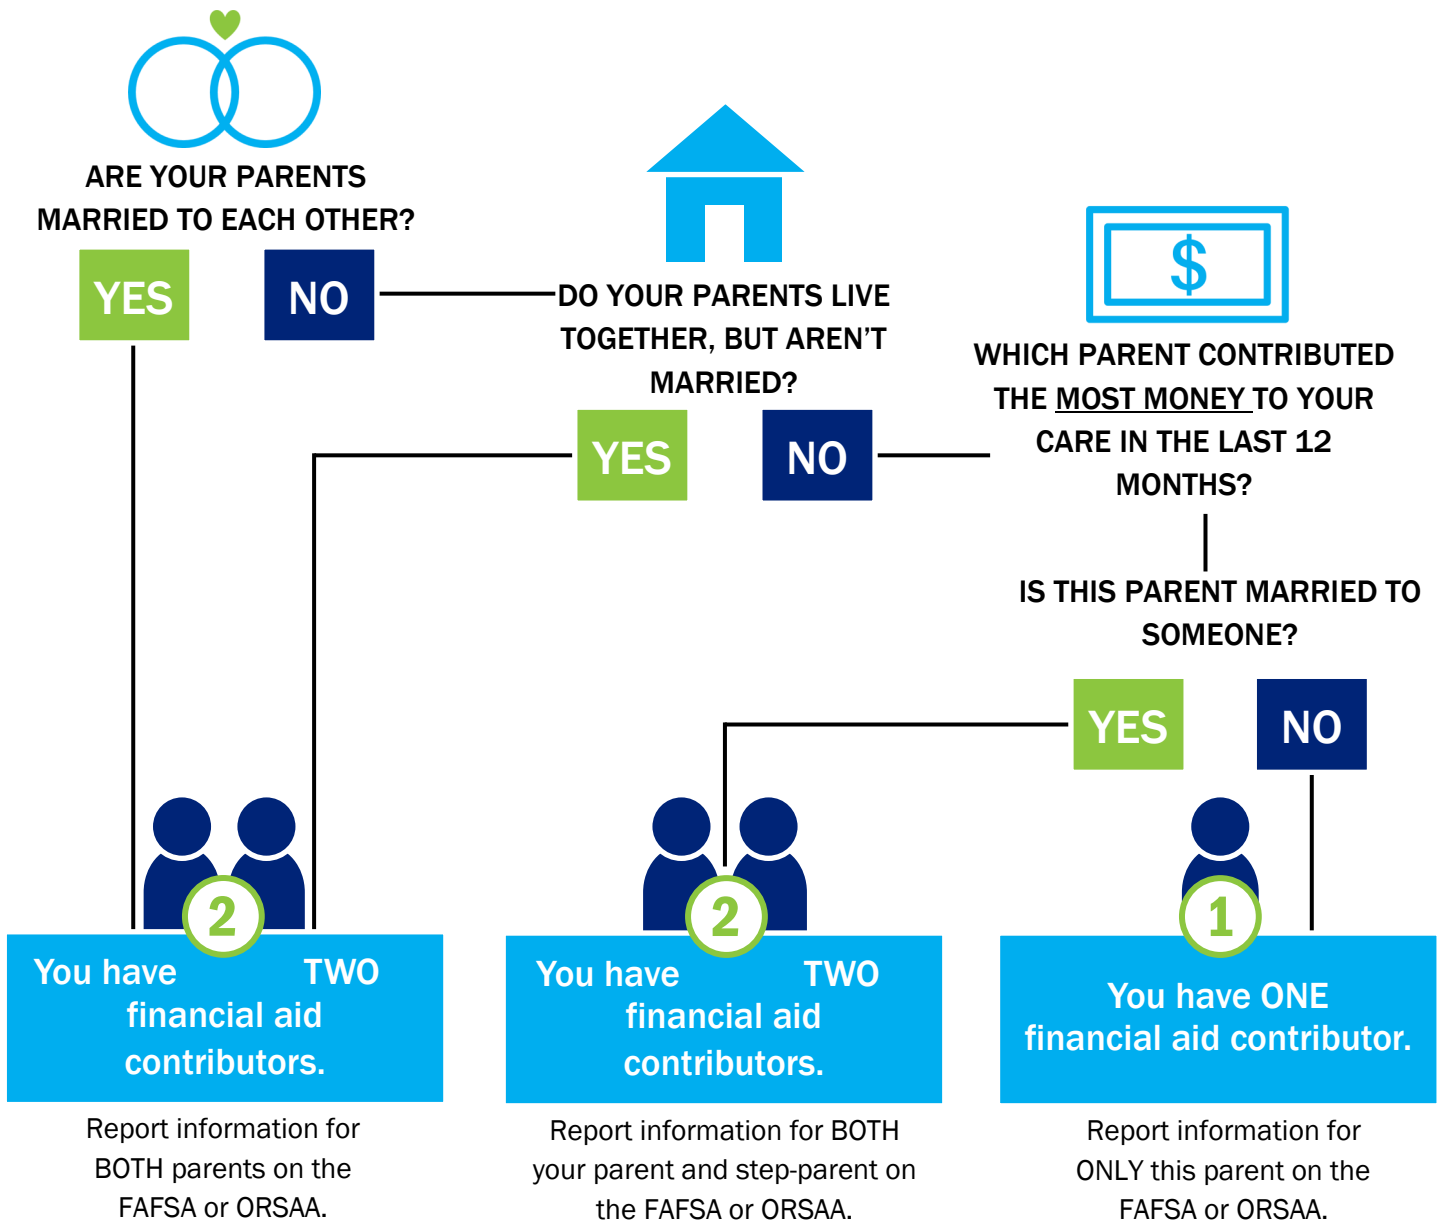 ARE YOUR PARENTS
MARRIED TO EACH OTHER?
YES
NO
DO YOUR PARENTS LIVE
TOGETHER, BUT AREN'T
MARRIED?
YES
NO
$
WHICH PARENT CONTRIBUTED
THE MOST MONEY TO YOUR
CARE IN THE LAST 12
MONTHS?
IS THIS PARENT MARRIED TO
SOMEONE?
YES
NO
2
You have TWO
financial aid
contributors.
Report information for
BOTH parents on the
FAFSA or ORSAA.
2
You have TWO
financial aid
contributors.
Report information for BOTH
your parent and step-parent on
the FAFSA or ORSAA.
1
You have ONE
financial aid contributor.
Report information for
ONLY this parent on the
FAFSA or ORSAA.